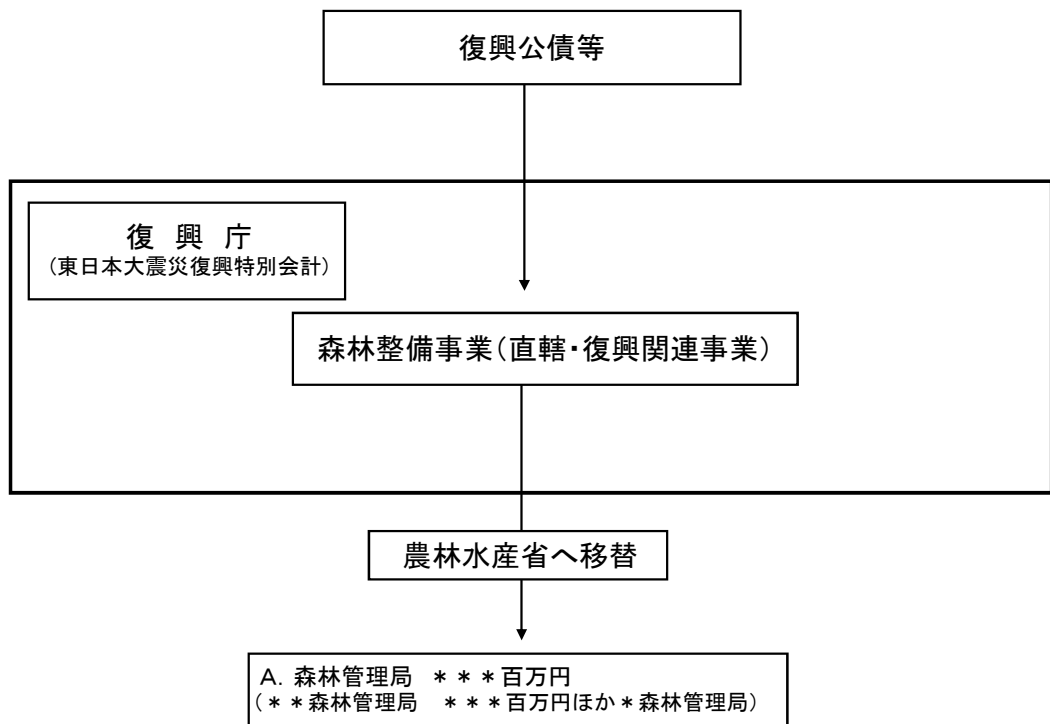 復興公債等
復 興 庁
(東日本大震災復興特別会計)
森林整備事業(直轄・復興関連事業)
農林水産省へ移替
A. 森林管理局 ***百万円
(**森林管理局 ***百万円ほか*森林管理局)